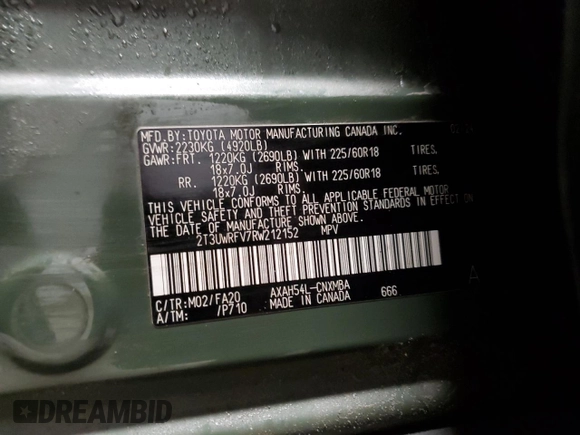 MFD.BY:TOYOTA MOTOR MANUFACTURING CANADA INC.
GVWR:2230KG (4920LB)
GAWR:FRT. 1220KG (2690LB) WITH 225/60R18 TIRES,
18x7.0J RIMS.
RR. 1220KG (2690LB) WITH 225/60R18 TIRES,
18x7.0J RIMS.
THIS VEHICLE CONFORMS TO ALL APPLICABLE FEDERAL MOTOR
VEHICLE SAFETY AND BUMPER STANDARDS IN EFFECT ON
THE DATE OF MANUFACTURE SHOWN ABOVE.
2T3UWRFV7RW212152 MPV
C/TR:M02/FA20 AXAH54L-CNXMBA 666
A/TM: /P710 MADE IN CANADA
A
DREAMBID